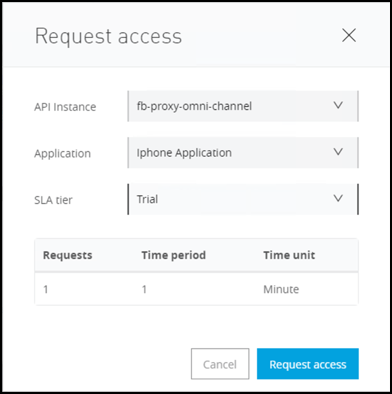 Request access
API Instance fb-proxy-omni-channel
Application Iphone Application
SLA tier Trial
Requests Time period Time unit
1 1 Minute
Cancel Request access